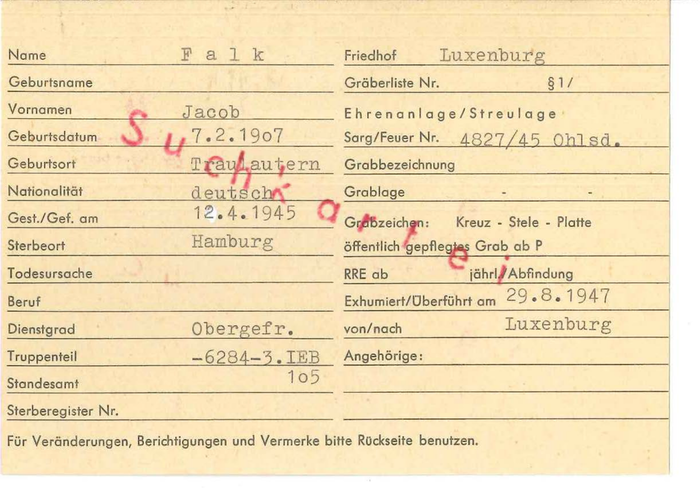 Name F a l k
Geburtsname
Vornamen Jacob
Geburtsdatum 7.2.19o7
Geburtsort TrauLautern
Nationalität deutsch
Gest./Gef. am 12.4.1945
Sterbeort Hamburg
Todesursache
Beruf
Dienstgrad Obergefr.
Truppenteil -6284-3.IEB
Standesamt 1o5
Sterberegister Nr.
Friedhof Luxenburg
Gräberliste Nr. §1/
Ehrenanlage/Streulage
Sarg/Feuer Nr. 4827/45 Ohlsd.
Grabbezeichnung
Grablage - -
Grabzeichen: Kreuz - Stele - Platte
öffentlich gepflegtes Grab ab P
RRE ab jährl./Abfindung
Exhumiert/Überführt am 29.8.1947
von/nach Luxenburg
Angehörige:
Für Veränderungen, Berichtigungen und Vermerke bitte Rückseite benutzen.
Suchkartei